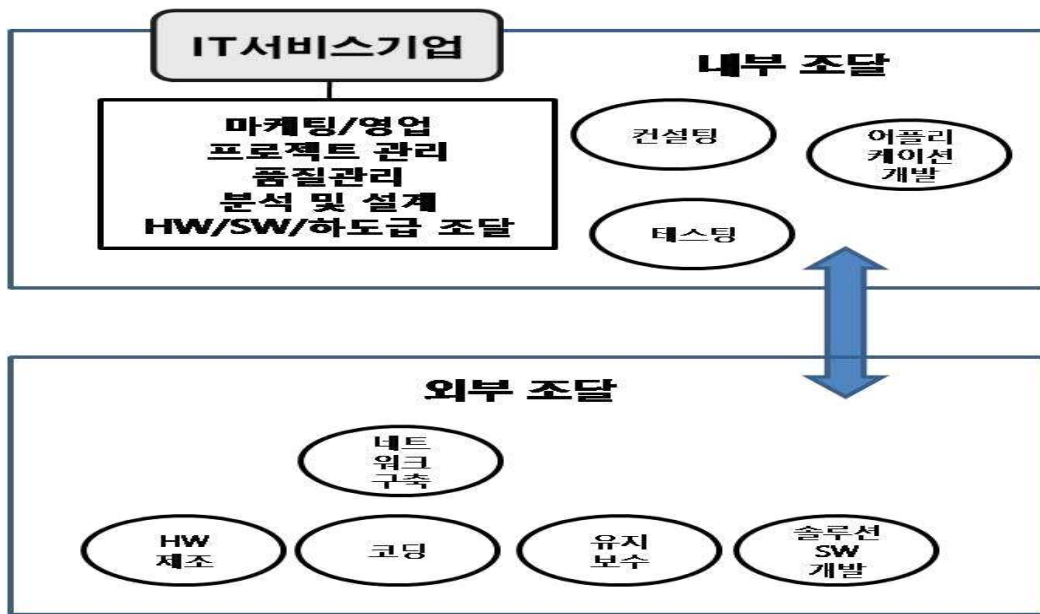 IT서비스기업
내부 조달
마케팅/영업
프로젝트 관리
품질관리
분석 및 설계
HW/SW/하도급 조달
컨설팅
어플리
케이션
개발
테스팅
외부 조달
네트
워크
구축
HW
제조
코딩
유지
보수
솔루션
SW
개발